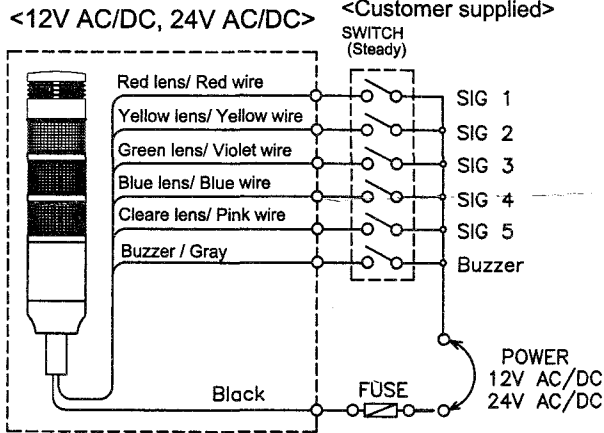 <12V AC/DC, 24V AC/DC>
<Customer supplied>
SWITCH
(Steady)
Red lens/ Red wire
SIG 1
Yellow lens/ Yellow wire
SIG 2
Green lens/ Violet wire
SIG 3
Blue lens/ Blue wire
SIG 4
Cleare lens/ Pink wire
SIG 5
Buzzer / Gray
Buzzer
Black
FUSE
POWER
12V AC/DC
24V AC/DC